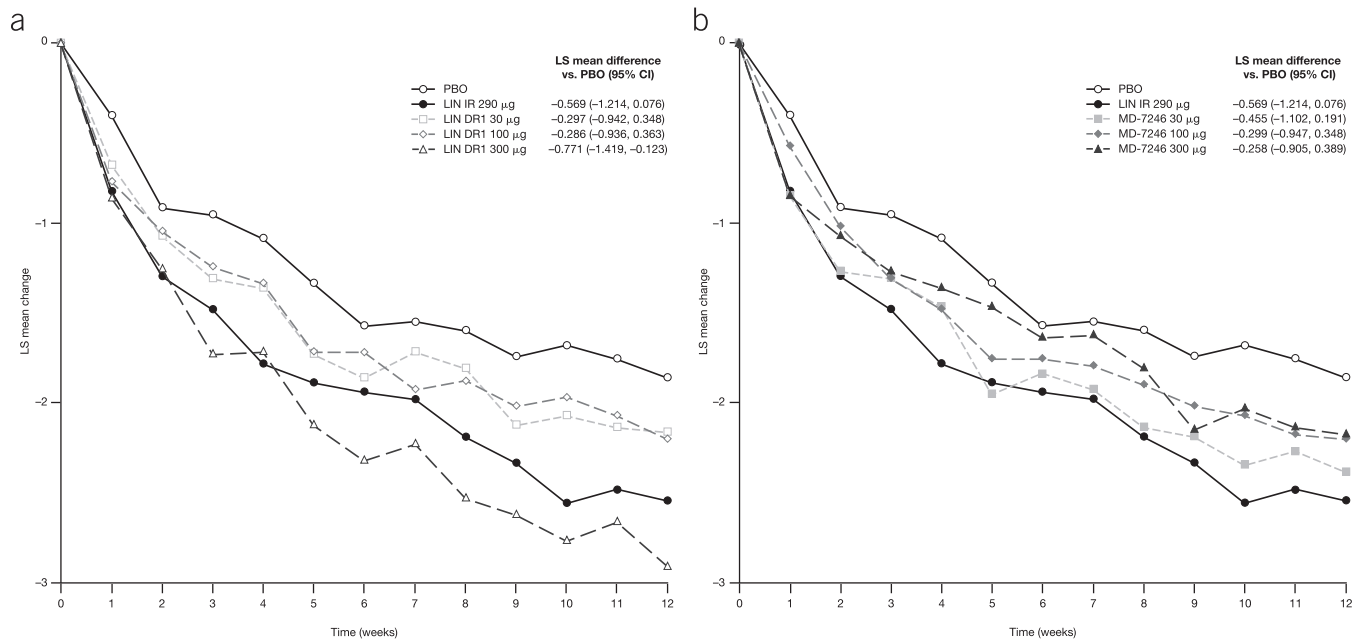 a
LS mean difference
vs. PBO (95% CI)
PBO
LIN IR 290 μg −0.569 (−1.214, 0.076)
LIN DR1 30 μg −0.297 (−0.942, 0.348)
LIN DR1 100 μg −0.286 (−0.936, 0.363)
LIN DR1 300 μg −0.771 (−1.419, −0.123)
LS mean change
0
−1
−2
−3
0 1 2 3 4 5 6 7 8 9 10 11 12
Time (weeks)
b
LS mean difference
vs. PBO (95% CI)
PBO
LIN IR 290 μg −0.569 (−1.214, 0.076)
MD-7246 30 μg −0.455 (−1.102, 0.191)
MD-7246 100 μg −0.299 (−0.947, 0.348)
MD-7246 300 μg −0.258 (−0.905, 0.389)
LS mean change
0
−1
−2
−3
0 1 2 3 4 5 6 7 8 9 10 11 12
Time (weeks)